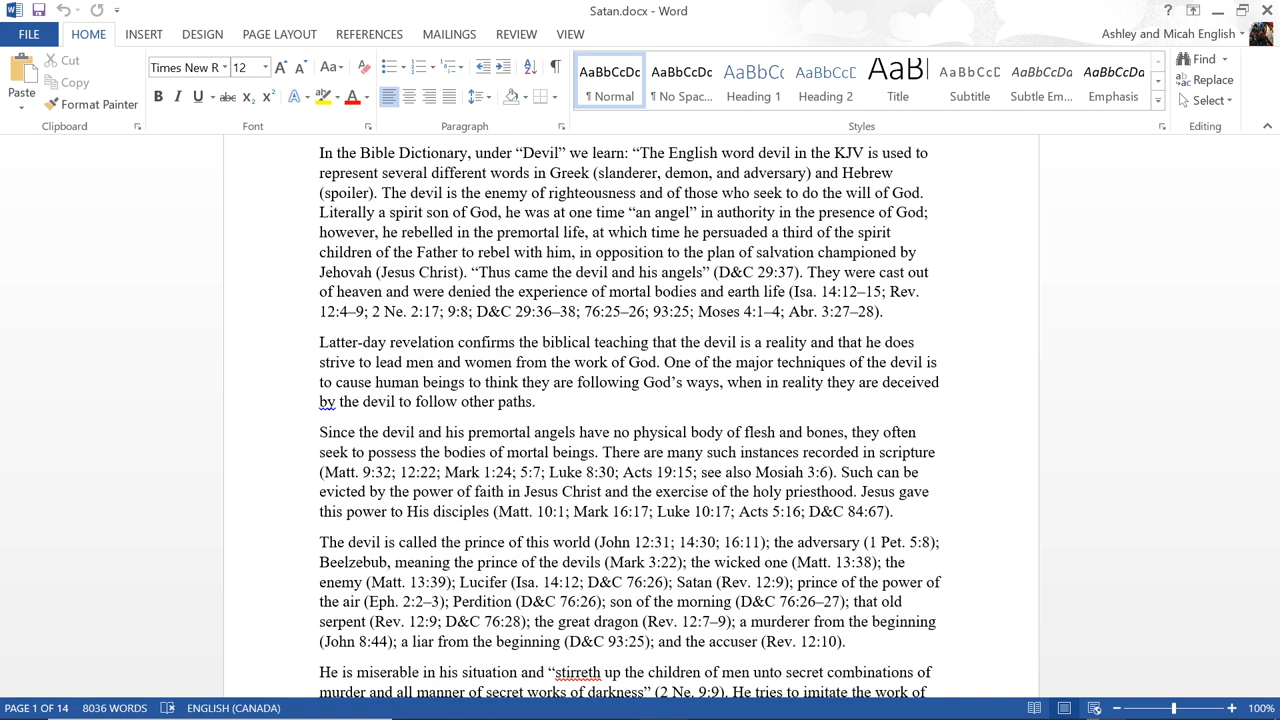 Satan.docx - Word
FILE HOME INSERT DESIGN PAGE LAYOUT REFERENCES MAILINGS REVIEW VIEW Ashley and Micah English
Paste Cut Copy Format Painter Clipboard
Times New R 12 Font
Paragraph
AaBbCcDc ¶ Normal AaBbCcDc ¶ No Spac... AaBbCc Heading 1 AaBbCcD Heading 2 AaBl Title AaBbCcD Subtitle AaBbCcDc Subtle Em... AaBbCcDc Emphasis Styles
Find Replace Select Editing
In the Bible Dictionary, under “Devil” we learn: “The English word devil in the KJV is used to
represent several different words in Greek (slanderer, demon, and adversary) and Hebrew
(spoiler). The devil is the enemy of righteousness and of those who seek to do the will of God.
Literally a spirit son of God, he was at one time “an angel” in authority in the presence of God;
however, he rebelled in the premortal life, at which time he persuaded a third of the spirit
children of the Father to rebel with him, in opposition to the plan of salvation championed by
Jehovah (Jesus Christ). “Thus came the devil and his angels” (D&C 29:37). They were cast out
of heaven and were denied the experience of mortal bodies and earth life (Isa. 14:12–15; Rev.
12:4–9; 2 Ne. 2:17; 9:8; D&C 29:36–38; 76:25–26; 93:25; Moses 4:1–4; Abr. 3:27–28).
Latter-day revelation confirms the biblical teaching that the devil is a reality and that he does
strive to lead men and women from the work of God. One of the major techniques of the devil is
to cause human beings to think they are following God’s ways, when in reality they are deceived
by the devil to follow other paths.
Since the devil and his premortal angels have no physical body of flesh and bones, they often
seek to possess the bodies of mortal beings. There are many such instances recorded in scripture
(Matt. 9:32; 12:22; Mark 1:24; 5:7; Luke 8:30; Acts 19:15; see also Mosiah 3:6). Such can be
evicted by the power of faith in Jesus Christ and the exercise of the holy priesthood. Jesus gave
this power to His disciples (Matt. 10:1; Mark 16:17; Luke 10:17; Acts 5:16; D&C 84:67).
The devil is called the prince of this world (John 12:31; 14:30; 16:11); the adversary (1 Pet. 5:8);
Beelzebub, meaning the prince of the devils (Mark 3:22); the wicked one (Matt. 13:38); the
enemy (Matt. 13:39); Lucifer (Isa. 14:12; D&C 76:26); Satan (Rev. 12:9); prince of the power of
the air (Eph. 2:2–3); Perdition (D&C 76:26); son of the morning (D&C 76:26–27); that old
serpent (Rev. 12:9; D&C 76:28); the great dragon (Rev. 12:7–9); a murderer from the beginning
(John 8:44); a liar from the beginning (D&C 93:25); and the accuser (Rev. 12:10).
He is miserable in his situation and “stirreth up the children of men unto secret combinations of
murder and all manner of secret works of darkness” (2 Ne. 9:9). He tries to imitate the work of
PAGE 1 OF 14 8036 WORDS ENGLISH (CANADA) 100%